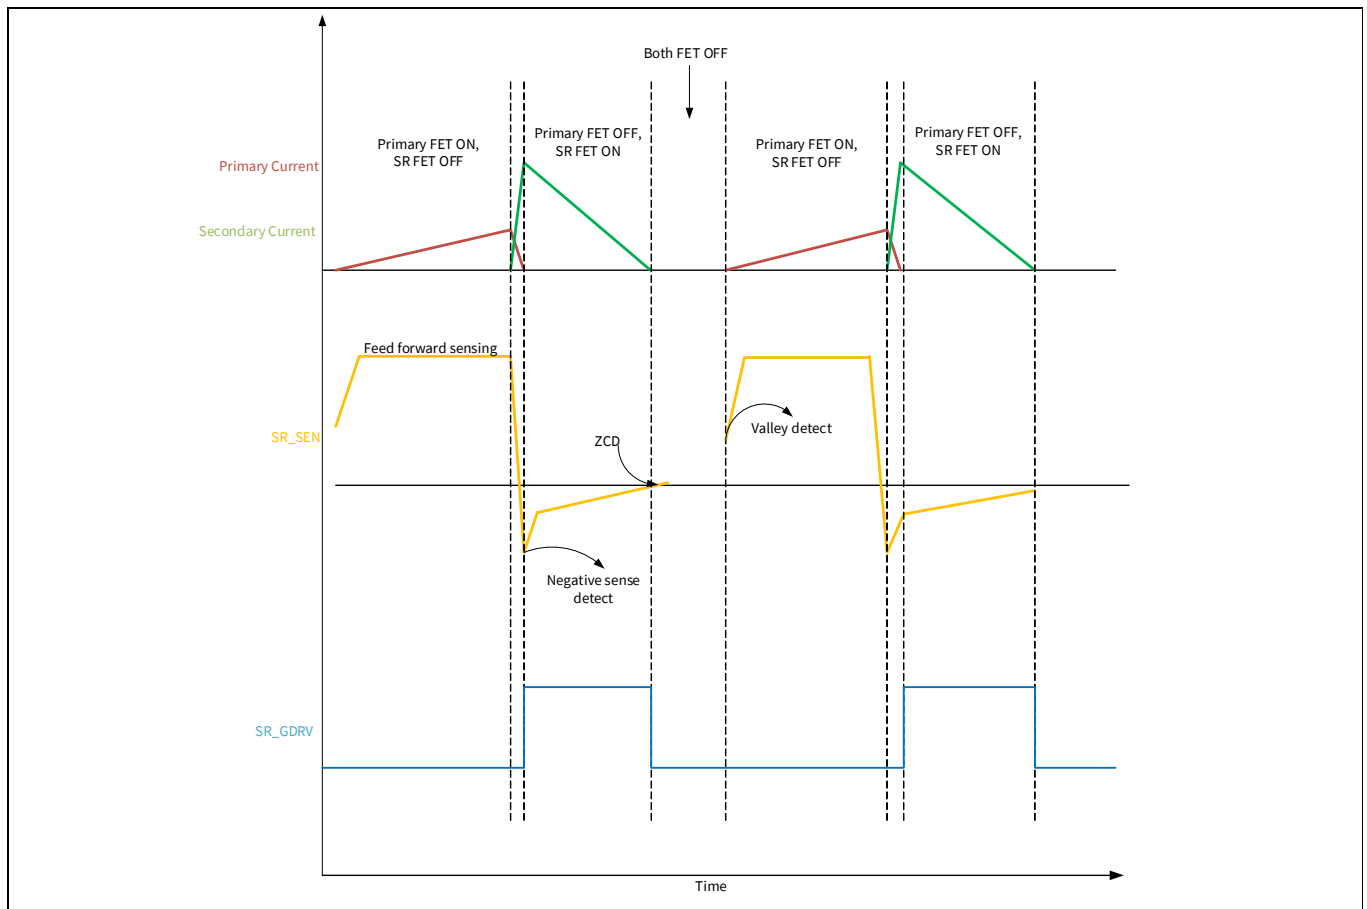 Both FET OFF
Primary FET ON,
SR FET OFF
Primary FET OFF,
SR FET ON
Primary FET ON,
SR FET OFF
Primary FET OFF,
SR FET ON
Primary Current
Secondary Current
Feed forward sensing
SR_SEN
ZCD
Valley detect
Negative sense
detect
SR_GDRV
Time